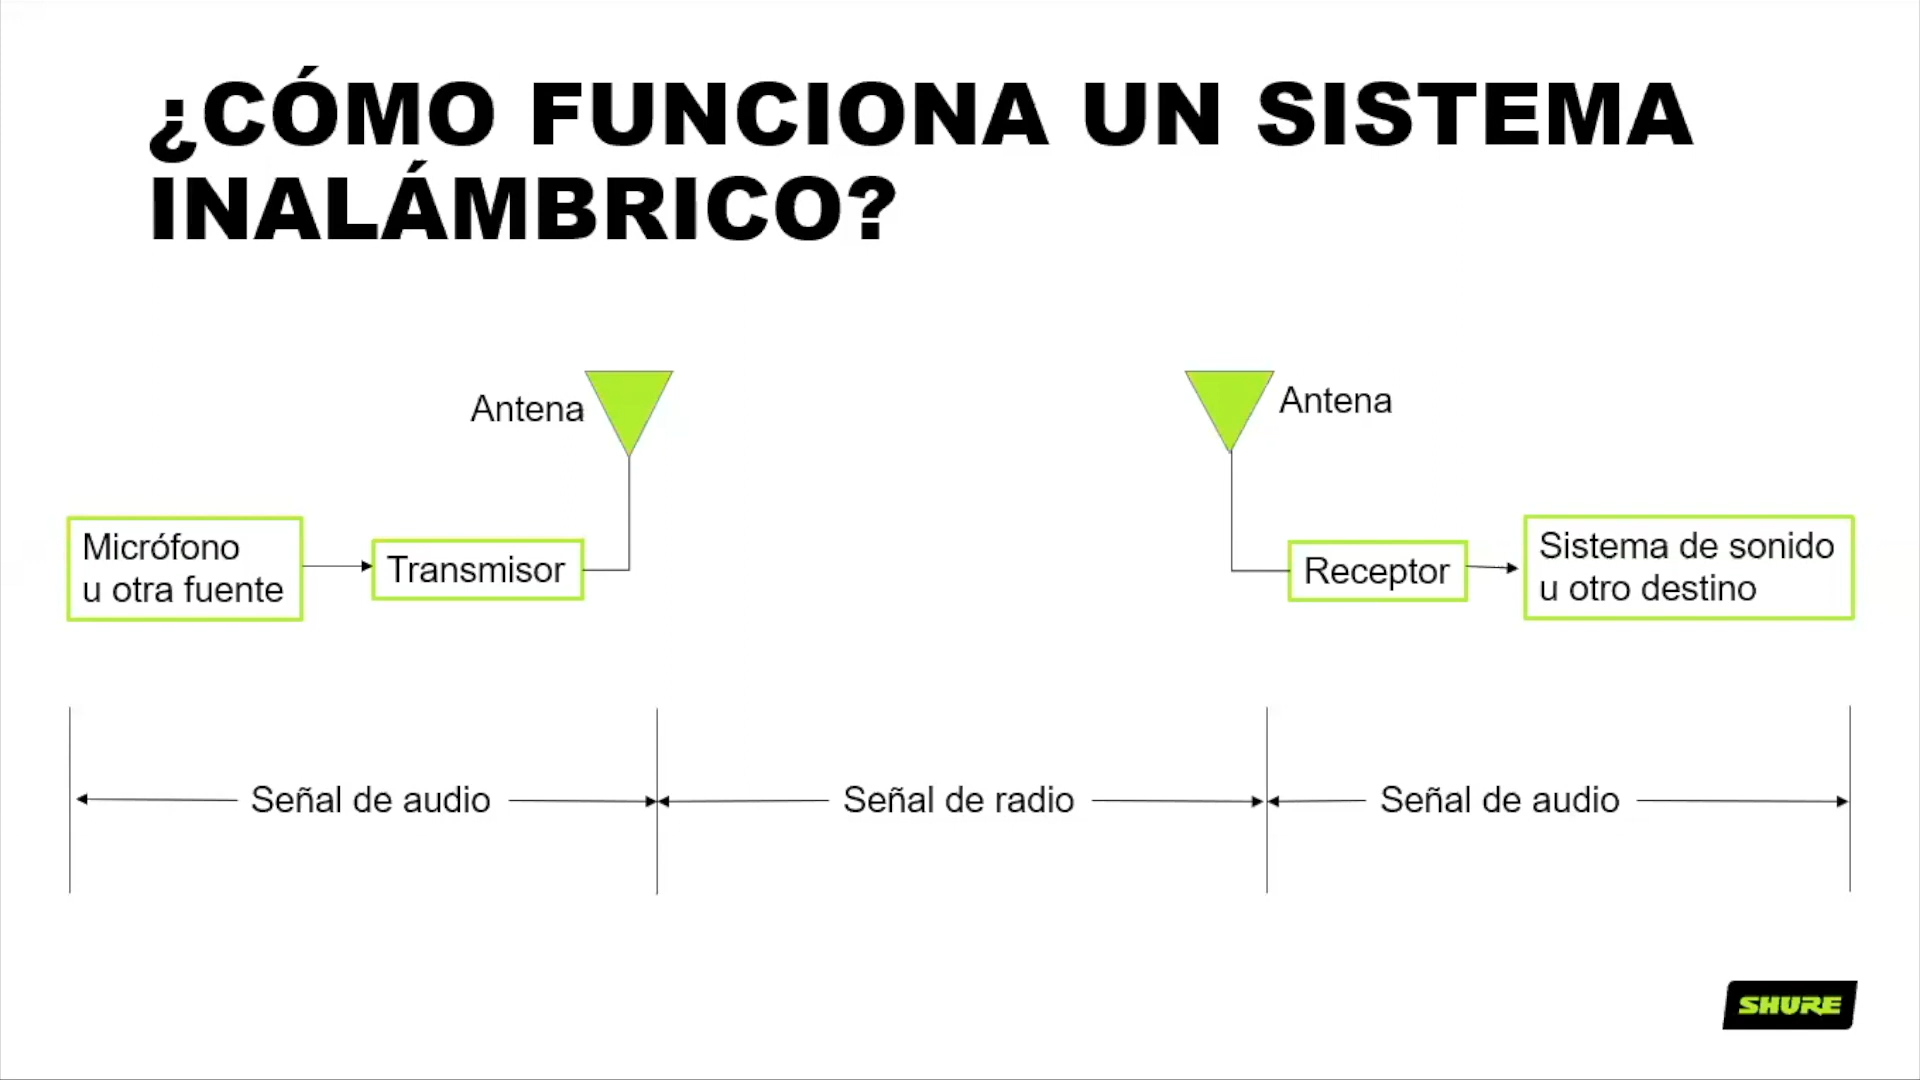 ¿CÓMO FUNCIONA UN SISTEMA
INALÁMBRICO?
Antena
Antena
Micrófono
u otra fuente
Transmisor
Receptor
Sistema de sonido
u otro destino
Señal de audio
Señal de radio
Señal de audio
SHURE